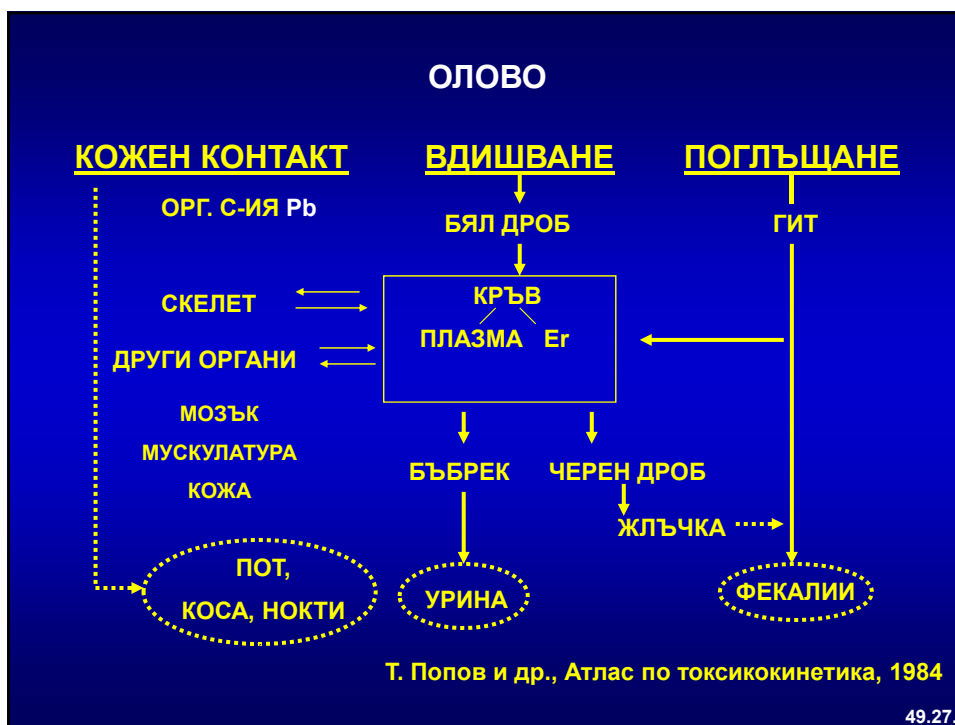 ОЛОВО
КОЖЕН КОНТАКТ ВДИШВАНЕ ПОГЛЪЩАНЕ
ОРГ. С-ИЯ Pb
БЯЛ ДРОБ
ГИТ
СКЕЛЕТ
КРЪВ
ПЛАЗМА Er
ДРУГИ ОРГАНИ
МОЗЪК
МУСКУЛАТУРА
КОЖА
БЪБРЕК
ЧЕРЕН ДРОБ
ЖЛЪЧКА
ПОТ,
КОСА, НОКТИ
УРИНА
ФЕКАЛИИ
Т. Попов и др., Атлас по токсикокинетика, 1984
49.27.